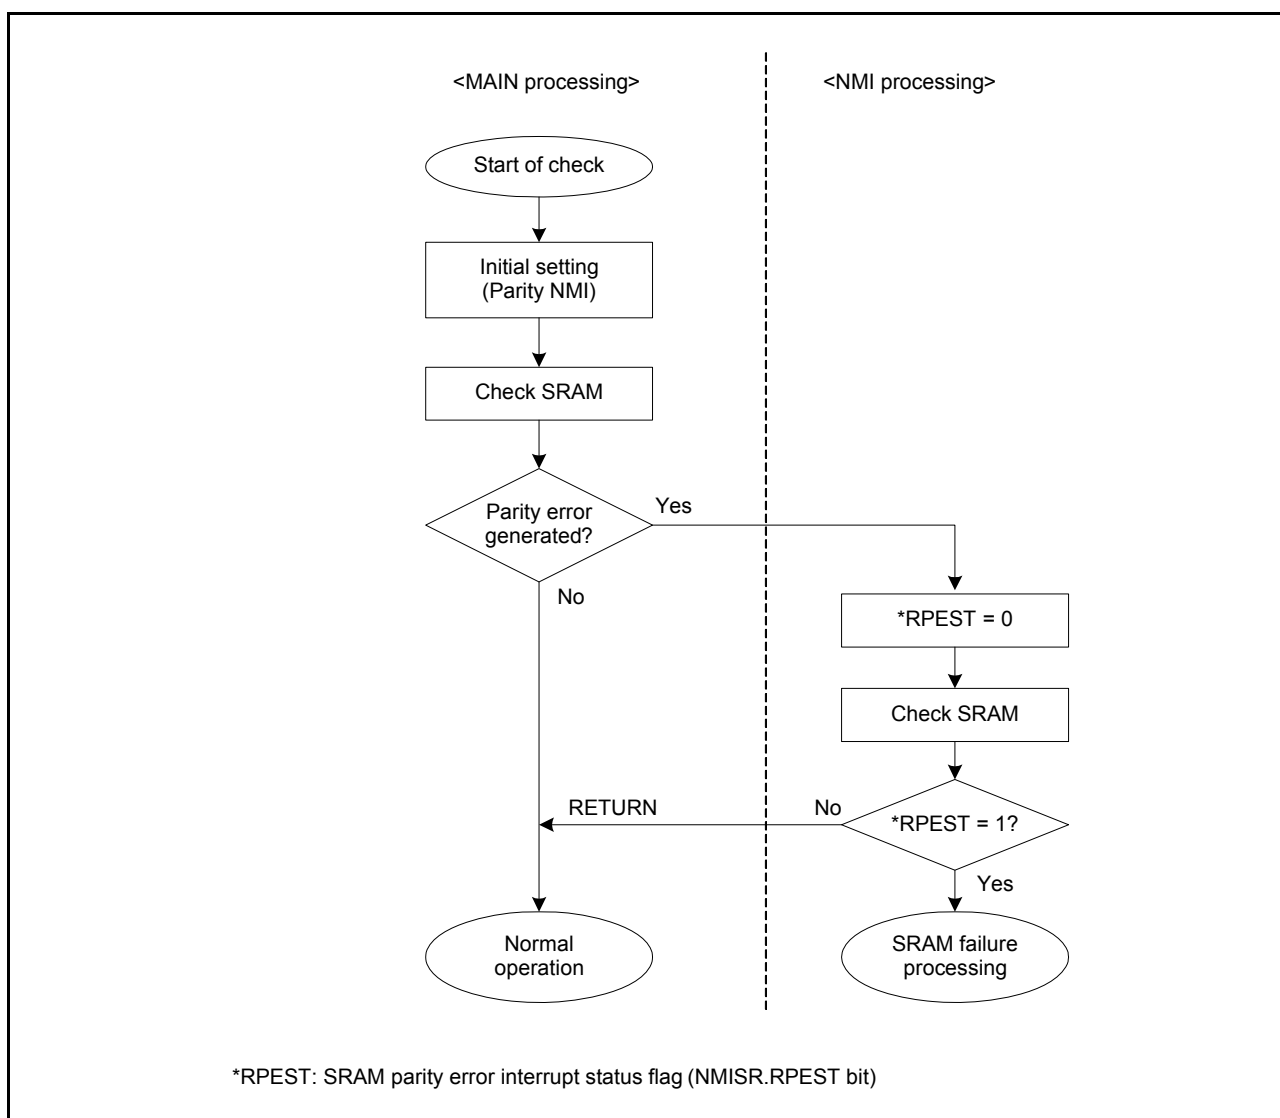 <MAIN processing>
<NMI processing>
Start of check
Initial setting
(Parity NMI)
Check SRAM
Parity error
generated?
Yes
No
*RPEST = 0
Check SRAM
RETURN
No
*RPEST = 1?
Yes
Normal
operation
SRAM failure
processing
*RPEST: SRAM parity error interrupt status flag (NMISR.RPEST bit)